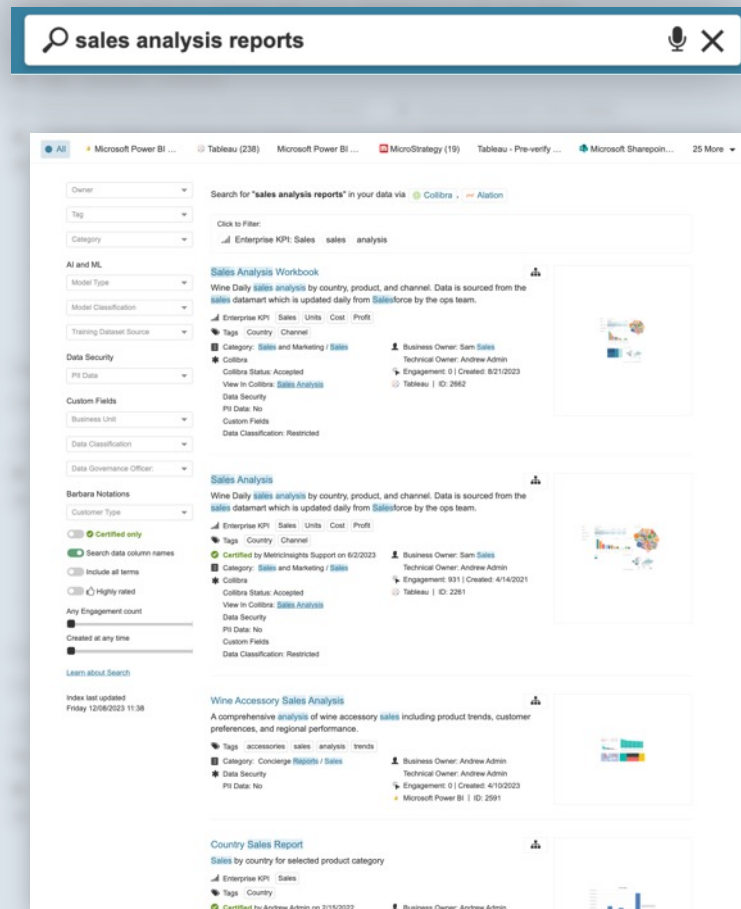 sales analysis reports
All
Microsoft Power BI ...
Tableau (238)
Microsoft Power BI ...
MicroStrategy (19)
Tableau - Pre-verify ...
Microsoft Sharepoin...
25 More
Owner
Tag
Category
AI and ML
Model Type
Model Classification
Training Dataset Source
Data Security
PII Data
Custom Fields
Business Unit
Data Classification
Data Governance Officer:
Barbara Notations
Customer Type
Certified only
Search data column names
Include all terms
Highly rated
Any Engagement count
Created at any time
Learn about Search
Index last updated
Friday 12/08/2023 11:38
Search for "sales analysis reports" in your data via Collibra , Alation
Click to Filter:
Enterprise KPI: Sales sales analysis
Sales Analysis Workbook
Wine Daily sales analysis by country, product, and channel. Data is sourced from the
sales datamart which is updated daily from Salesforce by the ops team.
Enterprise KPI Sales Units Cost Profit
Tags Country Channel
Category: Sales and Marketing / Sales
Collibra
Collibra Status: Accepted
View In Collibra: Sales Analysis
Data Security
PII Data: No
Custom Fields
Data Classification: Restricted
Business Owner: Sam Sales
Technical Owner: Andrew Admin
Engagement: 0 | Created: 8/21/2023
Tableau | ID: 2662
Sales Analysis
Wine Daily sales analysis by country, product, and channel. Data is sourced from the
sales datamart which is updated daily from Salesforce by the ops team.
Enterprise KPI Sales Units Cost Profit
Tags Country Channel
Certified by MetricInsights Support on 6/2/2023
Category: Sales and Marketing / Sales
Collibra
Collibra Status: Accepted
View In Collibra: Sales Analysis
Data Security
PII Data: No
Custom Fields
Data Classification: Restricted
Business Owner: Sam Sales
Technical Owner: Andrew Admin
Engagement: 931 | Created: 4/14/2021
Tableau | ID: 2261
Wine Accessory Sales Analysis
A comprehensive analysis of wine accessory sales including product trends, customer
preferences, and regional performance.
Tags accessories sales analysis trends
Category: Concierge Reports / Sales
Data Security
PII Data: No
Business Owner: Andrew Admin
Technical Owner: Andrew Admin
Engagement: 0 | Created: 4/10/2023
Microsoft Power BI | ID: 2591
Country Sales Report
Sales by country for selected product category
Enterprise KPI Sales
Tags Country
Certified by Andrew Admin on 2/15/2022
Business Owner: Andrew Admin